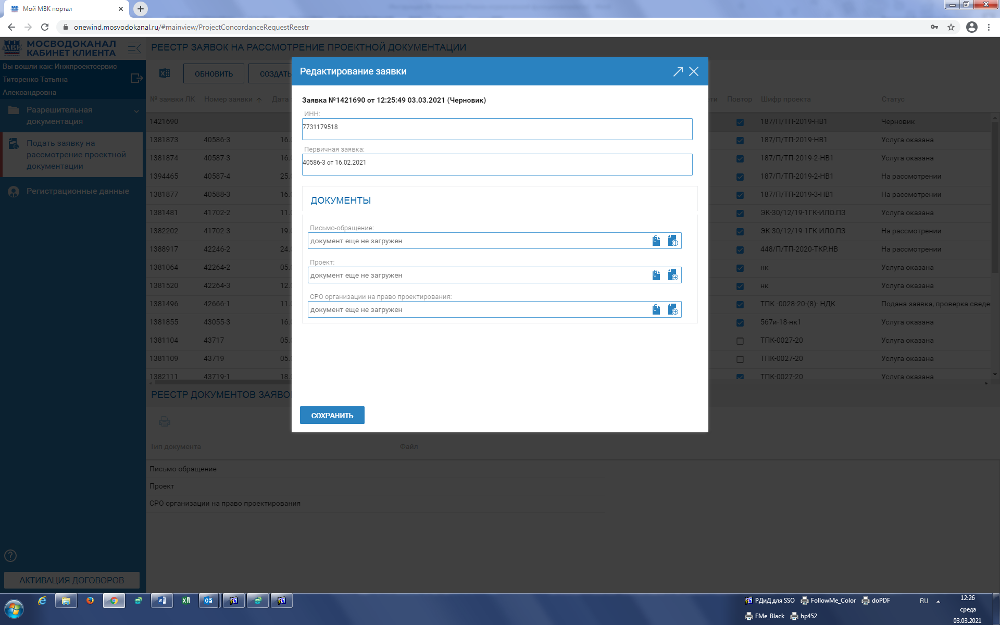 Мой МВК портал
onewind.mosvodokanal.ru/#mainview/ProjectConcordanceRequestReestr
МОСВОДОКАНАЛ
КАБИНЕТ КЛИЕНТА
РЕЕСТР ЗАЯВОК НА РАССМОТРЕНИЕ ПРОЕКТНОЙ ДОКУМЕНТАЦИИ
Вы вошли как: Инжпроектсервис
Титоренко Татьяна
Александровна
Разрешительная
документация
Подать заявку на
рассмотрение проектной
документации
Регистрационные данные
ОБНОВИТЬ
СОЗДАТЬ
№ заявки ЛК Номер заявки Дата Повтор Шифр проекта Статус
1421690 187/П/ТП-2019-НВ1 Черновик
1381873 40586-3 16. 187/П/ТП-2019-НВ1 Услуга оказана
1381874 40587-3 16. 187/П/ТП-2019-2-НВ1 Услуга оказана
1394465 40587-4 25. 187/П/ТП-2019-2-НВ1 На рассмотрении
1381877 40588-3 16. 187/П/ТП-2019-3-НВ1 На рассмотрении
1381481 41702-2 11. ЭК-30/12/19-1ГК-ИЛО.ПЗ Услуга оказана
1382202 41702-3 19. ЭК-30/12/19-1ГК-ИЛО.ПЗ На рассмотрении
1388917 42246-2 24. 448/П/ТП-2020-ТКР.НВ На рассмотрении
1381064 42264-2 05. нк Услуга оказана
1381520 42264-3 12. нк Услуга оказана
1381496 42666-1 11. ТПК -0028-20-(8)- НДК Подана заявка, проверка сведе
1381855 43055-3 16. 567и-18-нк1 Услуга оказана
1381104 43717 05. ТПК-0027-20 Услуга оказана
1381109 43719 05. ТПК-0027-20 Услуга оказана
1382111 43719-1 18. ТПК-0027-20 Услуга оказана
Редактирование заявки
Заявка №1421690 от 12:25:49 03.03.2021 (Черновик)
ИНН:
7731179518
Первичная заявка:
40586-3 от 16.02.2021
ДОКУМЕНТЫ
Письмо-обращение:
документ еще не загружен
Проект:
документ еще не загружен
СРО организации на право проектирования:
документ еще не загружен
СОХРАНИТЬ
РЕЕСТР ДОКУМЕНТОВ ЗАЯВО
Тип документа Файл
Письмо-обращение
Проект
СРО организации на право проектирования
АКТИВАЦИЯ ДОГОВОРОВ
РДиД для SSO FollowMe_Color doPDF
FMe_Black hp452
RU
12:26
среда
03.03.2021